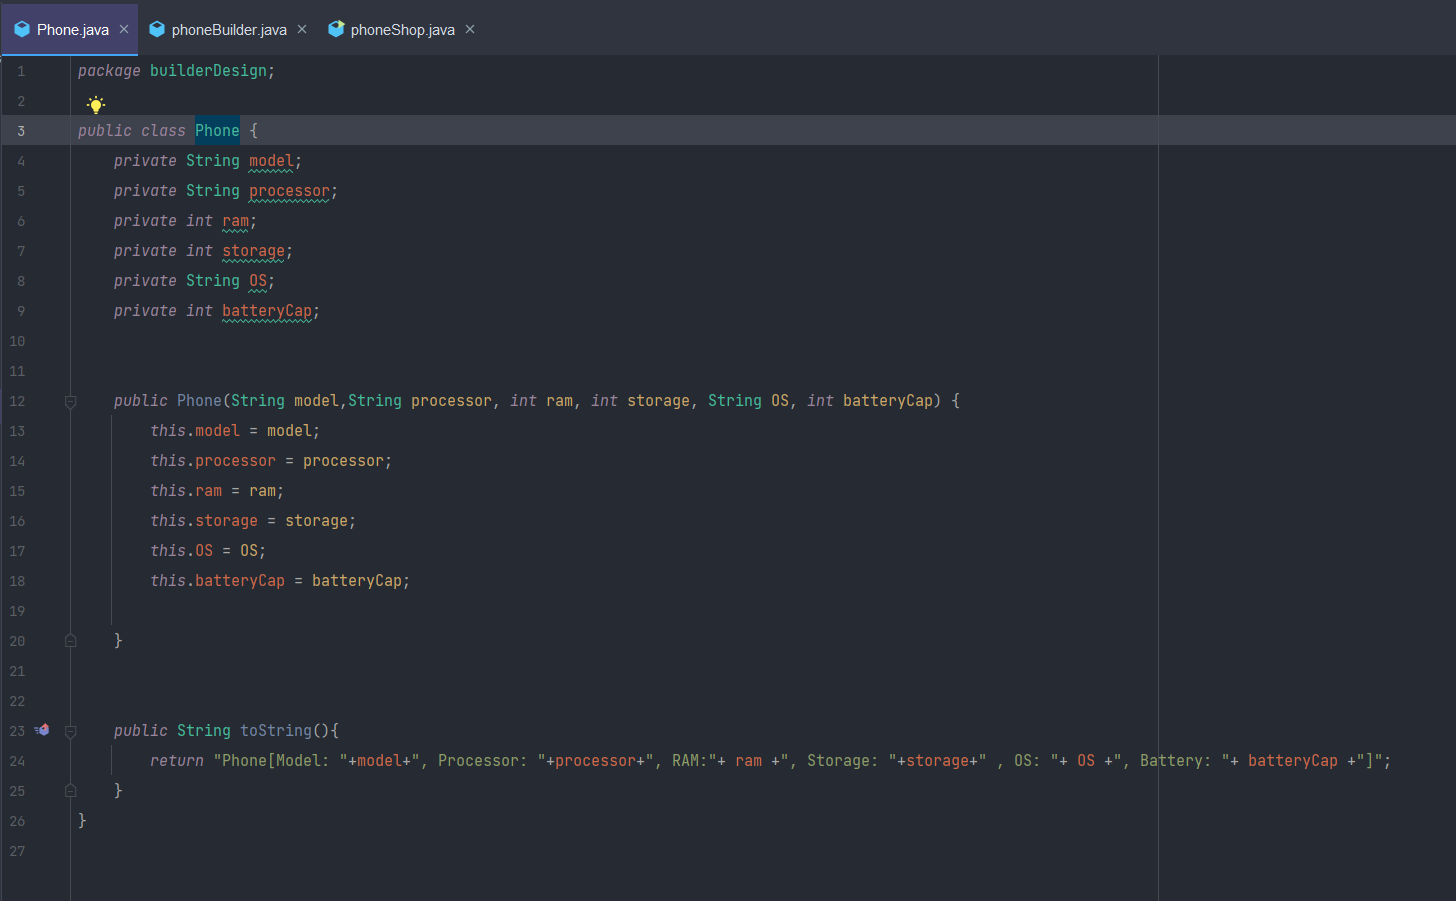 Phone.java × phoneBuilder.java × phoneShop.java ×
1 package builderDesign;
2
3 public class Phone {
4     private String model;
5     private String processor;
6     private int ram;
7     private int storage;
8     private String OS;
9     private int batteryCap;
10
11
12     public Phone(String model,String processor, int ram, int storage, String OS, int batteryCap) {
13         this.model = model;
14         this.processor = processor;
15         this.ram = ram;
16         this.storage = storage;
17         this.OS = OS;
18         this.batteryCap = batteryCap;
19
20     }
21
22
23     public String toString(){
24         return "Phone[Model: "+model+", Processor: "+processor+", RAM:"+ ram +", Storage: "+storage+" , OS: "+ OS +", Battery: "+ batteryCap +"]";
25     }
26 }
27